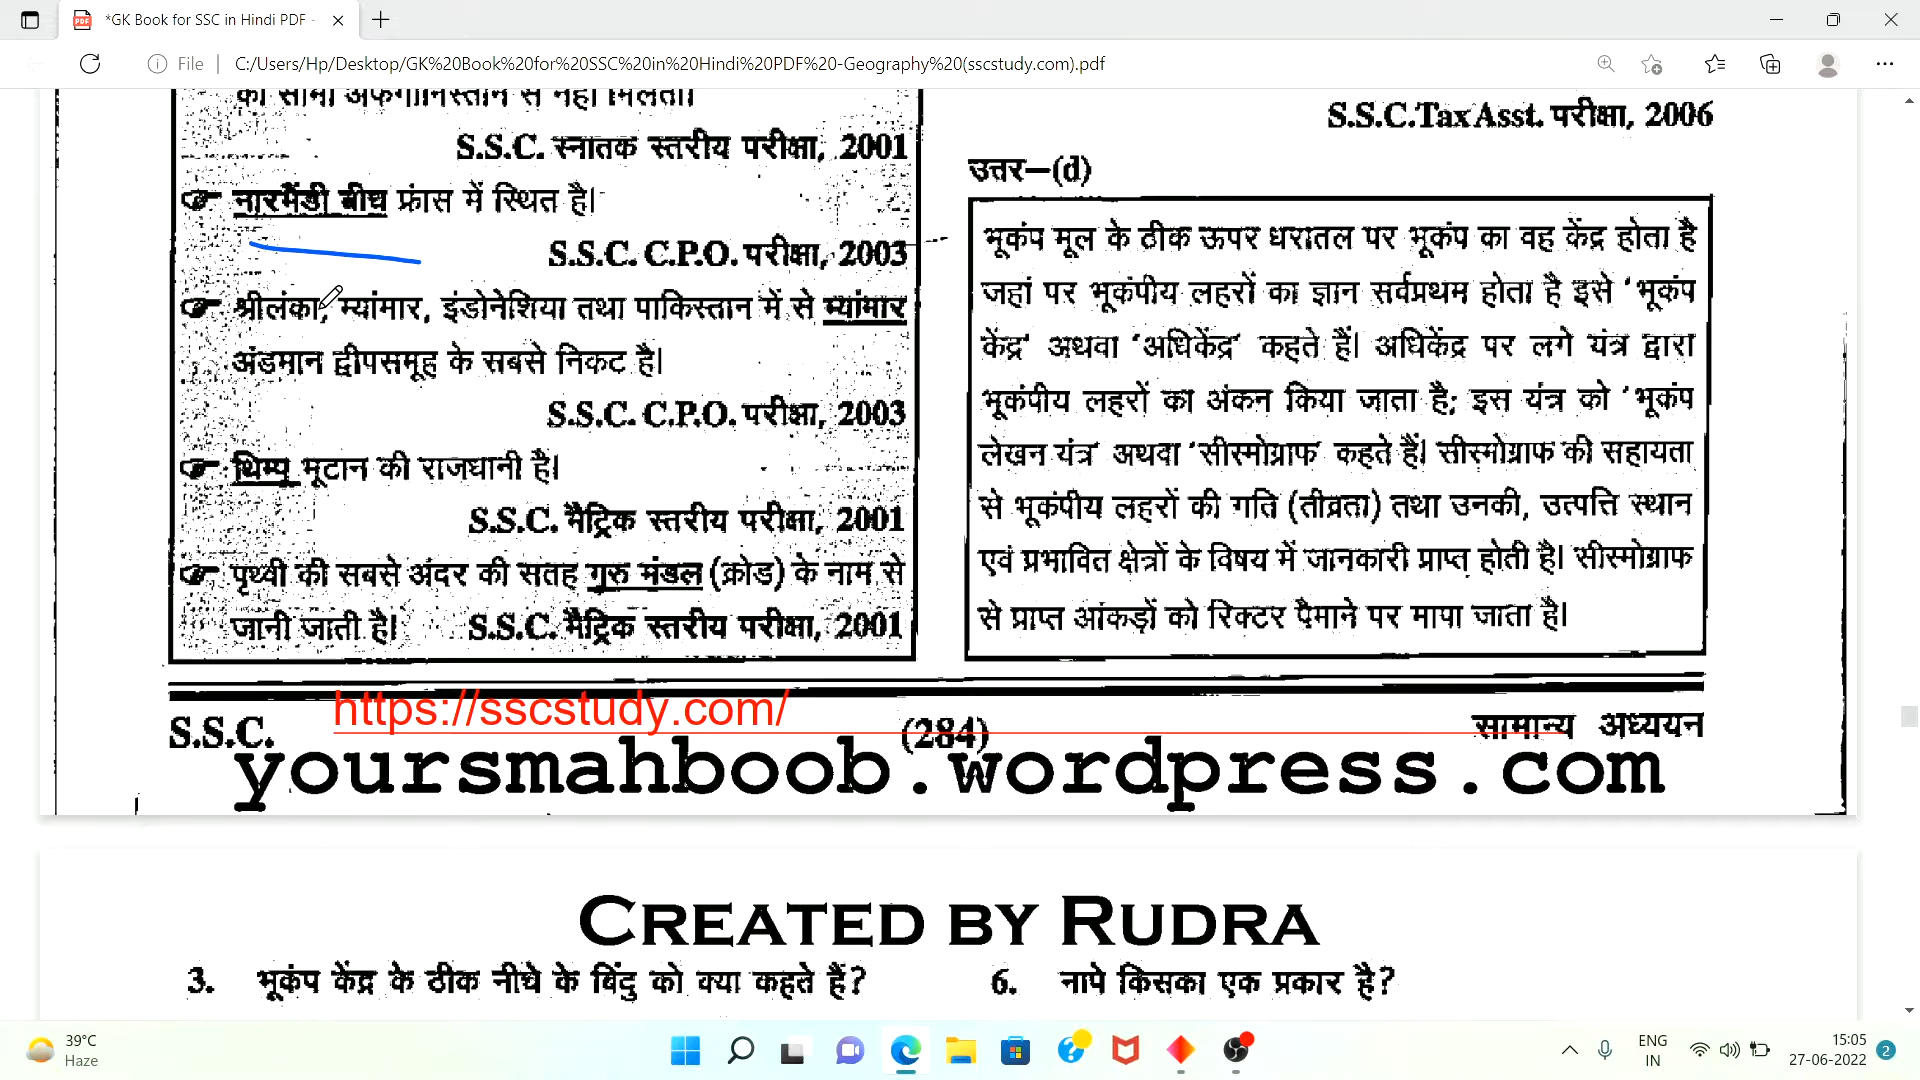 *GK Book for SSC in Hindi PDF -
File
C:/Users/Hp/Desktop/GK%20Book%20for%20SSC%20in%20Hindi%20PDF%20-Geography%20(sscstudy.com).pdf
की सीमा अफगानिस्तान से नहीं मिलती।
S.S.C. स्नातक स्तरीय परीक्षा, 2001
नारमेंडी बीच फ्रांस में स्थित है।
S.S.C. C.P.O. परीक्षा, 2003
श्रीलंका, म्यांमार, इंडोनेशिया तथा पाकिस्तान में से म्यांमार
अंडमान द्वीपसमूह के सबसे निकट है।
S.S.C. C.P.O. परीक्षा, 2003
थिम्पू भूटान की राजधानी है।
S.S.C. मैट्रिक स्तरीय परीक्षा, 2001
पृथ्वी की सबसे अंदर की सतह गुरु मंडल (क्रोड) के नाम से
जानी जाती है। S.S.C. मैट्रिक स्तरीय परीक्षा, 2001
S.S.C.Tax Asst. परीक्षा, 2006
उत्तर–(d)
भूकंप मूल के ठीक ऊपर धरातल पर भूकंप का वह केंद्र होता है
जहां पर भूकंपीय लहरों का ज्ञान सर्वप्रथम होता है इसे 'भूकंप
केंद्र' अथवा 'अधिकेंद्र' कहते हैं। अधिकेंद्र पर लगे यंत्र द्वारा
भूकंपीय लहरों का अंकन किया जाता है; इस यंत्र को 'भूकंप
लेखन यंत्र' अथवा 'सीस्मोग्राफ' कहते हैं। सीस्मोग्राफ की सहायता
से भूकंपीय लहरों की गति (तीव्रता) तथा उनकी, उत्पत्ति स्थान
एवं प्रभावित क्षेत्रों के विषय में जानकारी प्राप्त होती है। सीस्मोग्राफ
से प्राप्त आंकड़ों को रिक्टर पैमाने पर मापा जाता है।
https://sscstudy.com/
S.S.C. (284) सामान्य अध्ययन
yoursmahboob.wordpress.com
CREATED BY RUDRA
3. भूकंप केंद्र के ठीक नीचे के बिंदु को क्या कहते हैं?
6. नापे किसका एक प्रकार है?
39°C
Haze
ENG
IN
15:05
27-06-2022
2